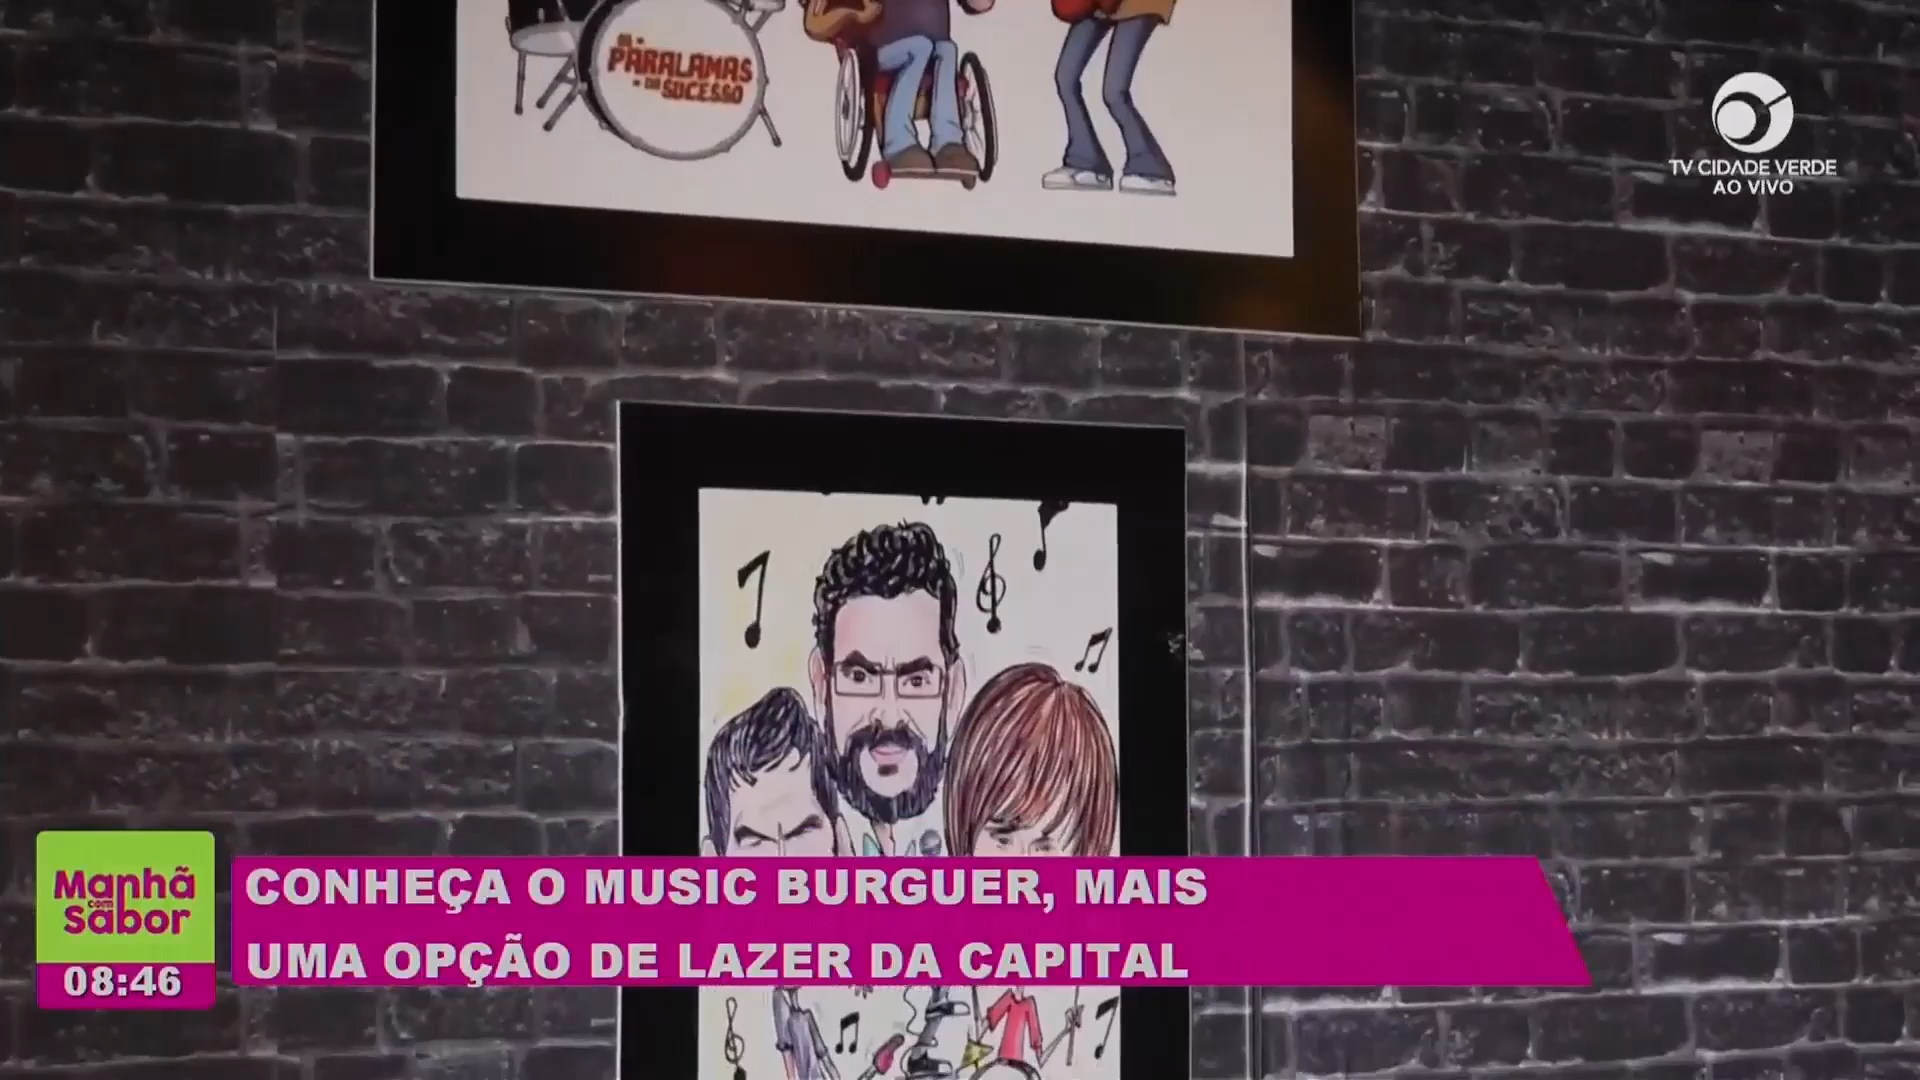 OS
PARALAMAS
DO SUCESSO
TV CIDADE VERDE
AO VIVO
Manhã
com
Sabor
08:46
CONHEÇA O MUSIC BURGUER, MAIS
UMA OPÇÃO DE LAZER DA CAPITAL